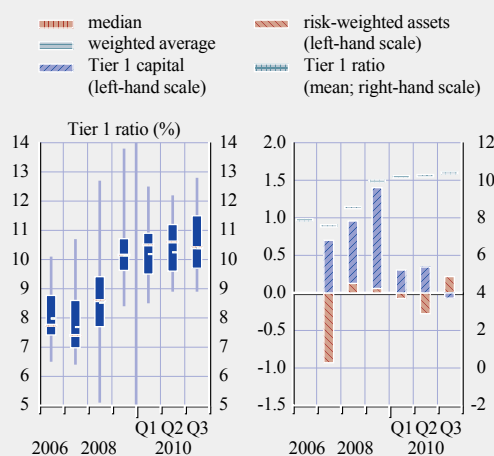 median
weighted average
Tier 1 capital
(left-hand scale)
risk-weighted assets
(left-hand scale)
Tier 1 ratio
(mean; right-hand scale)
Tier 1 ratio (%)
14 14 2.0 12
13 13
12 12 1.5 10
11 11 1.0 8
10 10 0.5 6
9 9 0.0 4
8 8 -0.5 2
7 7 -1.0 0
6 6
5 5 -1.5 -2
Q1 Q2 Q3 Q1 Q2 Q3
2006 2008 2010 2006 2008 2010